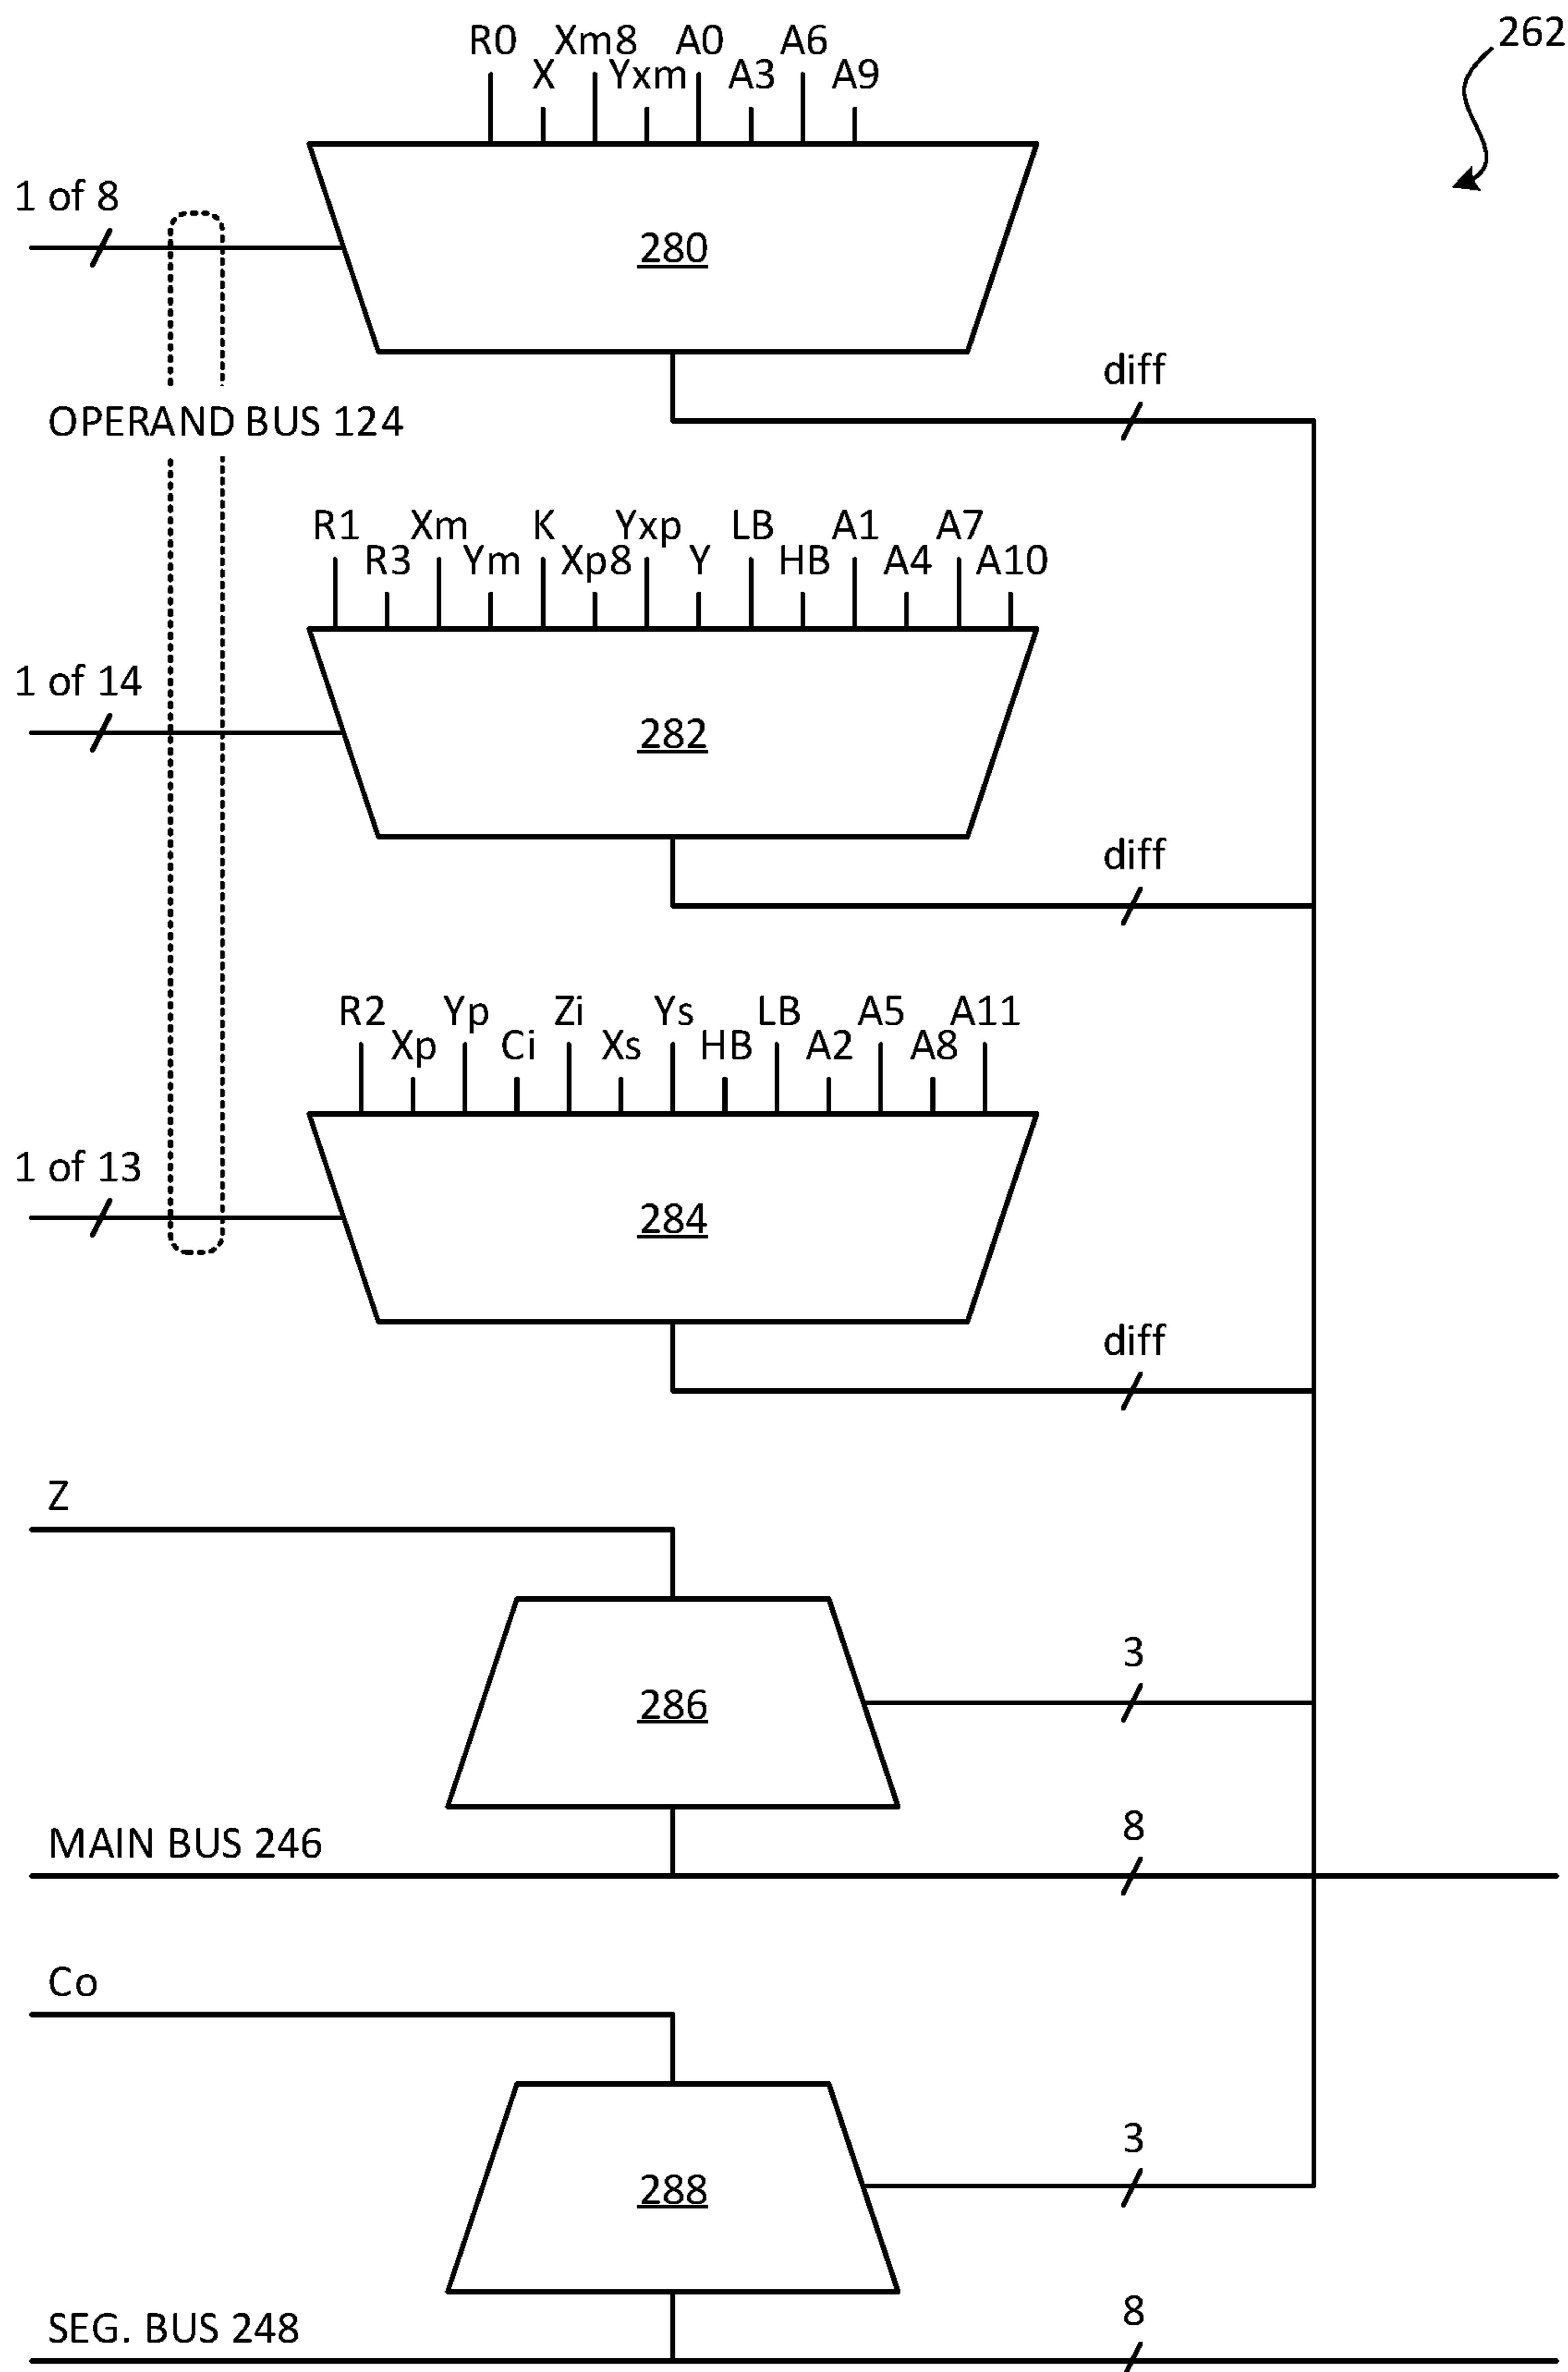 262
R0 Xm8 A0 A6
X Yxm A3 A9
1 of 8
280
diff
OPERAND BUS 124
R1 Xm K Yxp LB A1 A7
R3 Ym Xp8 Y HB A4 A10
1 of 14
282
diff
R2 Yp Zi Ys LB A5 A11
Xp Ci Xs HB A2 A8
1 of 13
284
diff
Z
3
286
8
MAIN BUS 246
Co
3
288
8
SEG. BUS 248